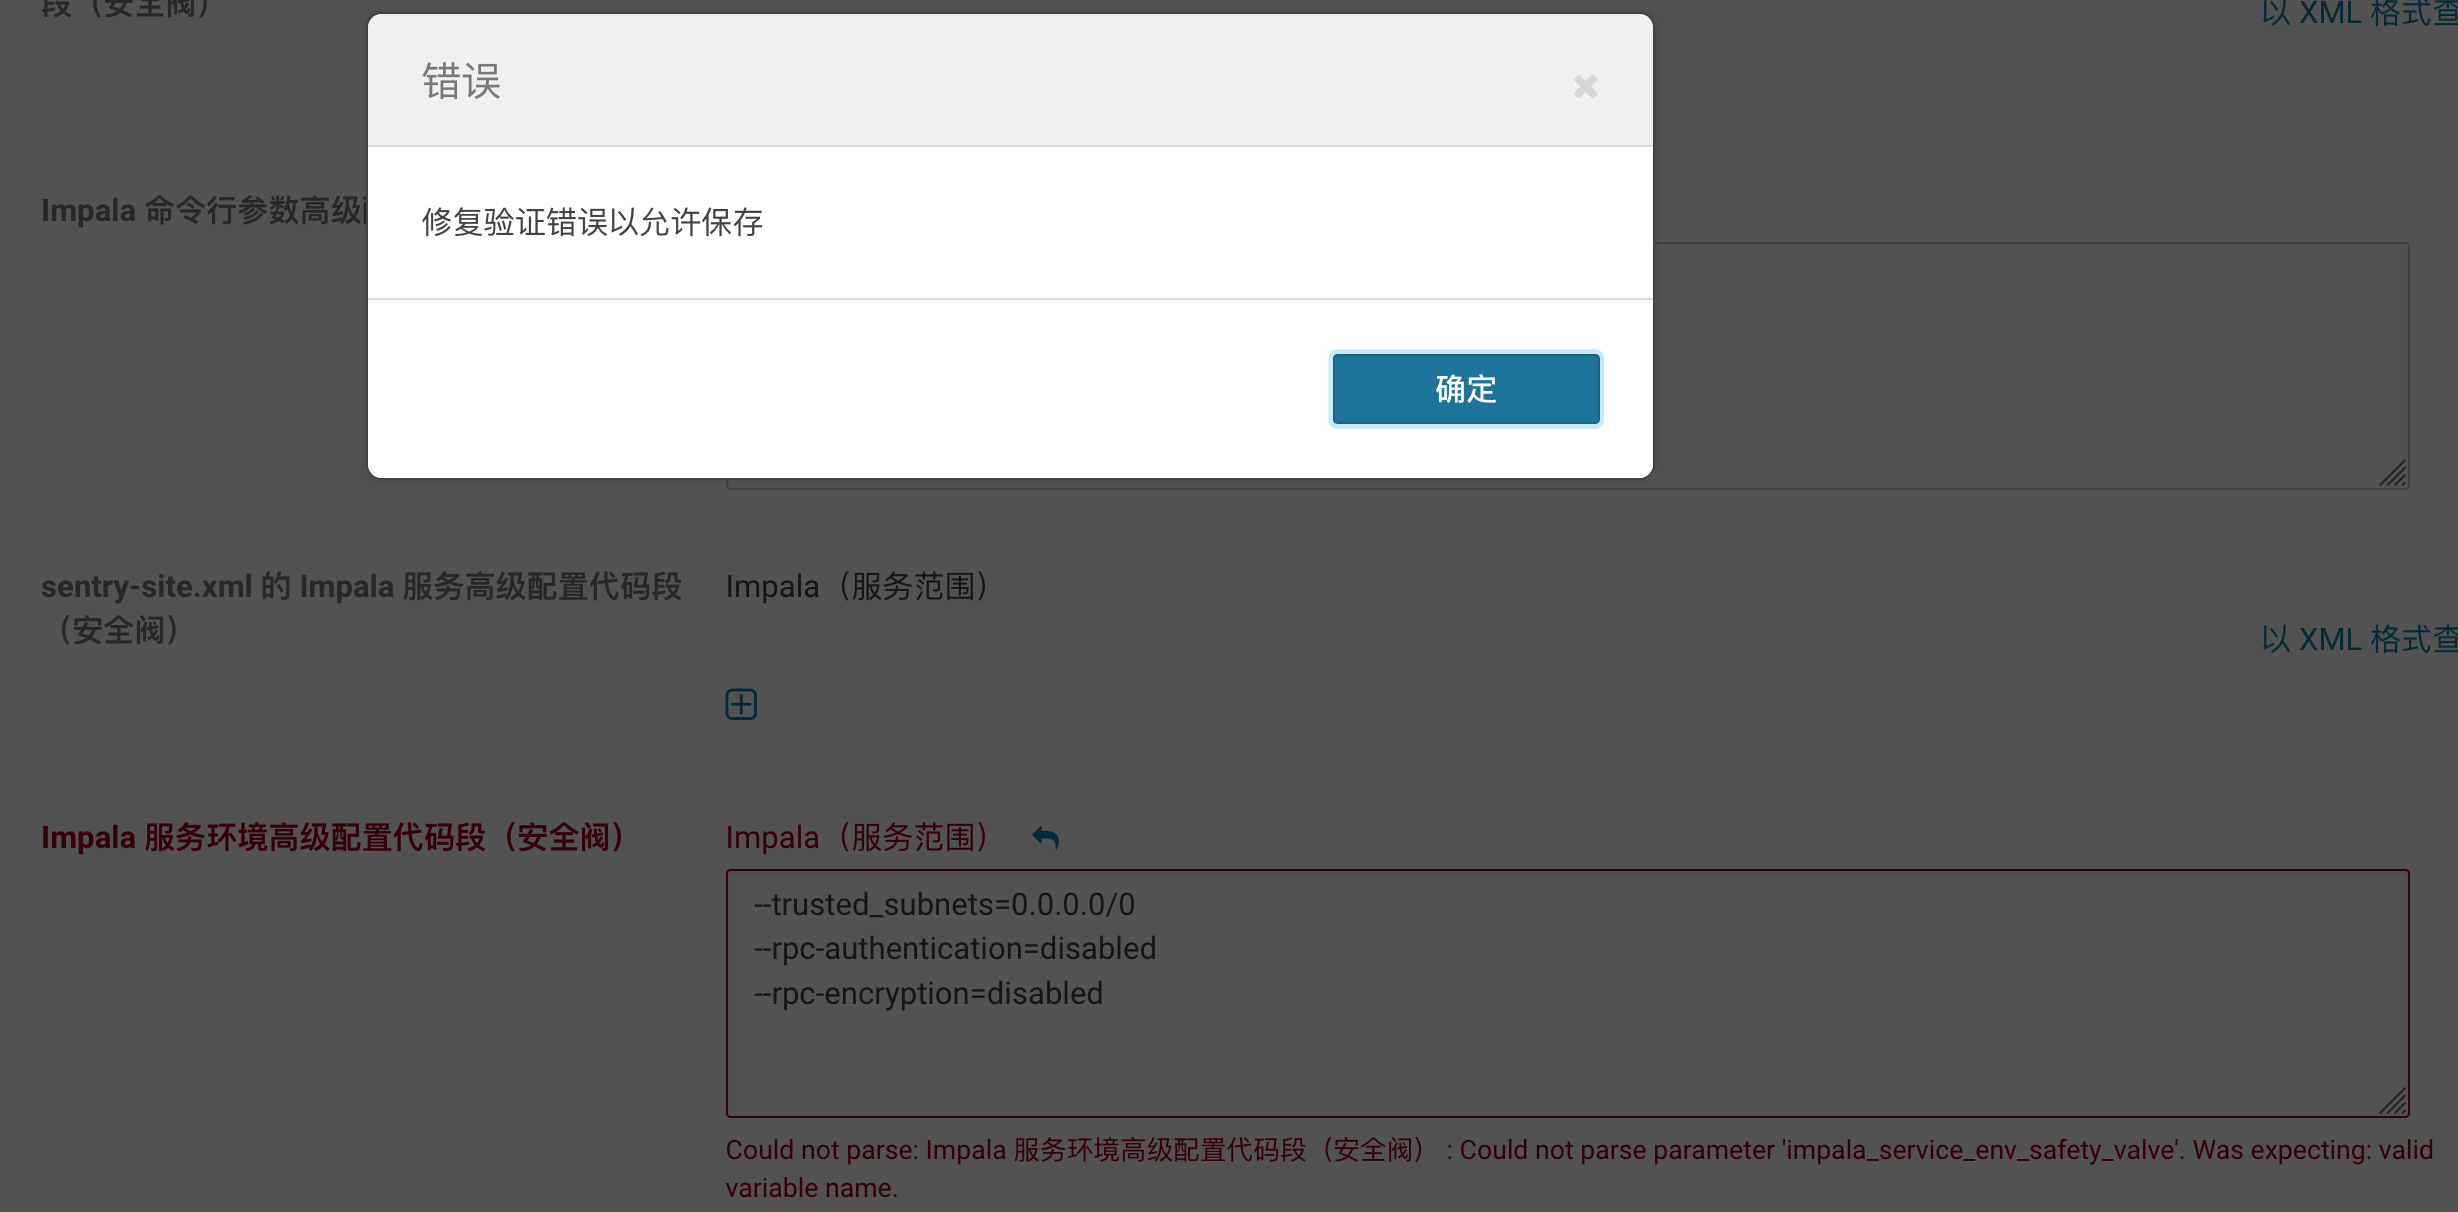 段（安全阀）
以 XML 格式查
错误
Impala 命令行参数高级
修复验证错误以允许保存
确定
sentry-site.xml 的 Impala 服务高级配置代码段
（安全阀）
Impala（服务范围）
以 XML 格式查
Impala 服务环境高级配置代码段（安全阀）
Impala（服务范围）
--trusted_subnets=0.0.0.0/0
--rpc-authentication=disabled
--rpc-encryption=disabled
Could not parse: Impala 服务环境高级配置代码段（安全阀） : Could not parse parameter 'impala_service_env_safety_valve'. Was expecting: valid
variable name.